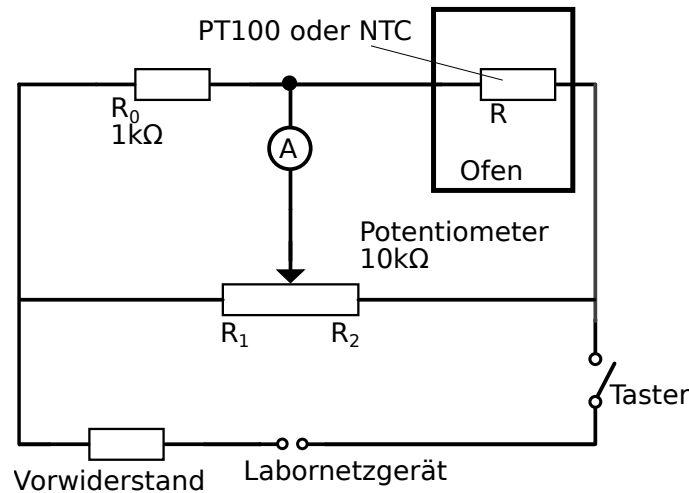 PT100 oder NTC
R₀
1kΩ
R
A
Ofen
Potentiometer
10kΩ
R₁
R₂
Taster
Labornetzgerät
Vorwiderstand